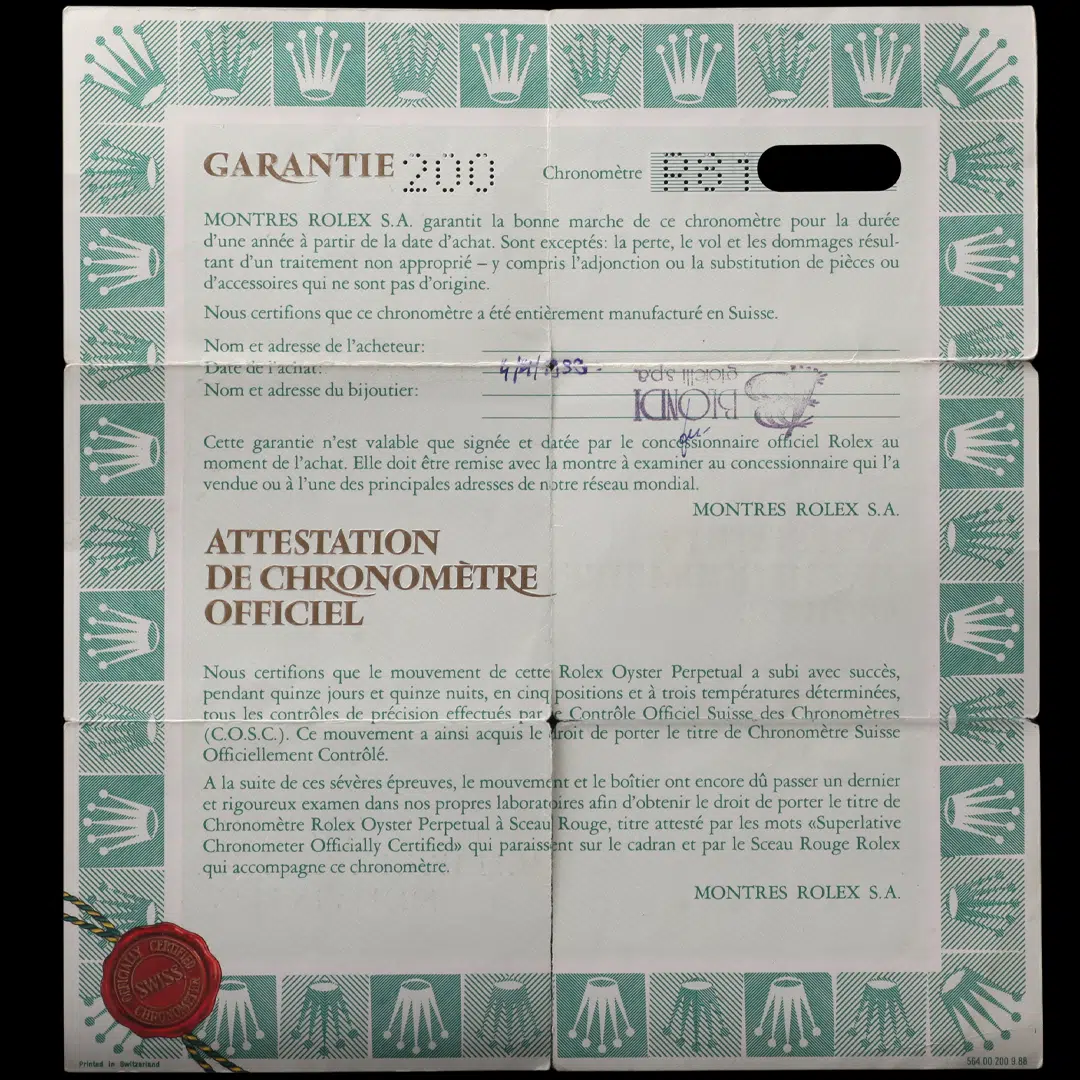 GARANTIE 200 Chronomètre R81
MONTRES ROLEX S.A. garantit la bonne marche de ce chronomètre pour la durée
d'une année à partir de la date d'achat. Sont exceptés: la perte, le vol et les dommages résul-
tant d'un traitement non approprié – y compris l'adjonction ou la substitution de pièces ou
d'accessoires qui ne sont pas d'origine.
Nous certifions que ce chronomètre a été entièrement manufacturé en Suisse.
Nom et adresse de l'acheteur:
Date de l'achat:
Nom et adresse du bijoutier:
BIONDI
gioielli s.p.a.
Cette garantie n'est valable que signée et datée par le concessionnaire officiel Rolex au
moment de l'achat. Elle doit être remise avec la montre à examiner au concessionnaire qui l'a
vendue ou à l'une des principales adresses de notre réseau mondial.
MONTRES ROLEX S.A.
ATTESTATION
DE CHRONOMÈTRE
OFFICIEL
Nous certifions que le mouvement de cette Rolex Oyster Perpetual a subi avec succès,
pendant quinze jours et quinze nuits, en cinq positions et à trois températures déterminées,
tous les contrôles de précision effectués par le Contrôle Officiel Suisse des Chronomètres
(C.O.S.C.). Ce mouvement a ainsi acquis le droit de porter le titre de Chronomètre Suisse
Officiellement Contrôlé.
A la suite de ces sévères épreuves, le mouvement et le boîtier ont encore dû passer un dernier
et rigoureux examen dans nos propres laboratoires afin d'obtenir le droit de porter le titre de
Chronomètre Rolex Oyster Perpetual à Sceau Rouge, titre attesté par les mots «Superlative
Chronometer Officially Certified» qui paraissent sur le cadran et par le Sceau Rouge Rolex
qui accompagne ce chronomètre.
MONTRES ROLEX S.A.
OFFICIALLY CERTIFIED
SWISS
CHRONOMETER
Printed in Switzerland
564.00 200 9.88